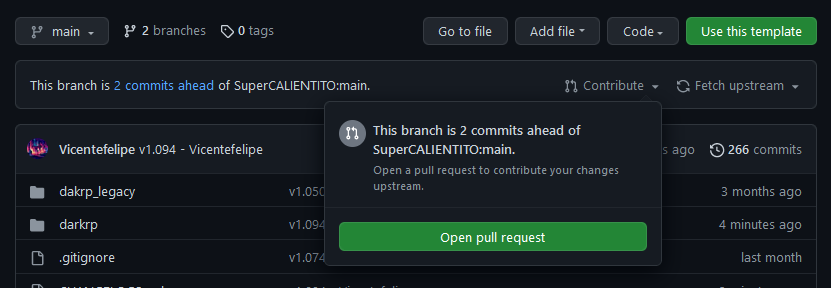 main
2 branches
0 tags
Go to file
Add file
Code
Use this template
This branch is 2 commits ahead of SuperCALIENTITO:main.
Contribute
Fetch upstream
This branch is 2 commits ahead of
SuperCALIENTITO:main.
Open a pull request to contribute your changes
upstream.
Open pull request
Vicentefelipe v1.094 - Vicentefelipe
s ago
266 commits
dakrp_legacy
v1.050
3 months ago
darkrp
v1.094
4 minutes ago
.gitignore
v1.074
last month